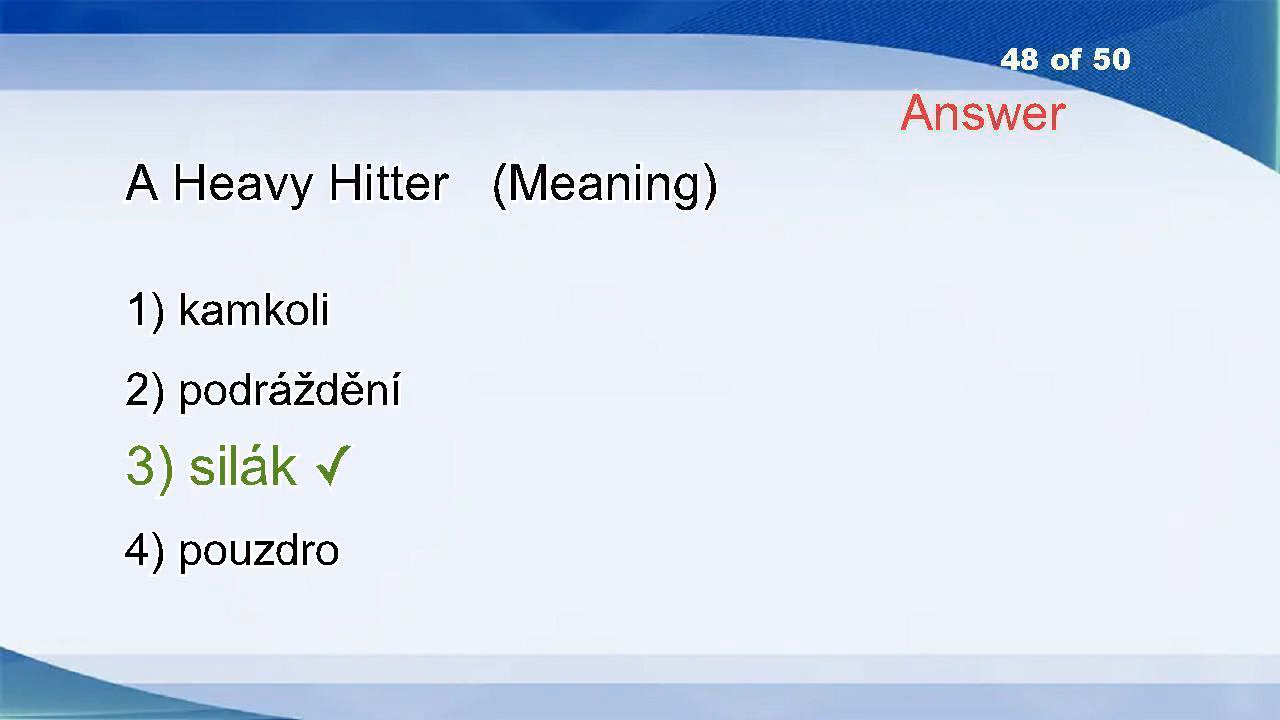 48 of 50
Answer
A Heavy Hitter (Meaning)
1) kamkoli
2) podráždění
3) silák ✓
4) pouzdro